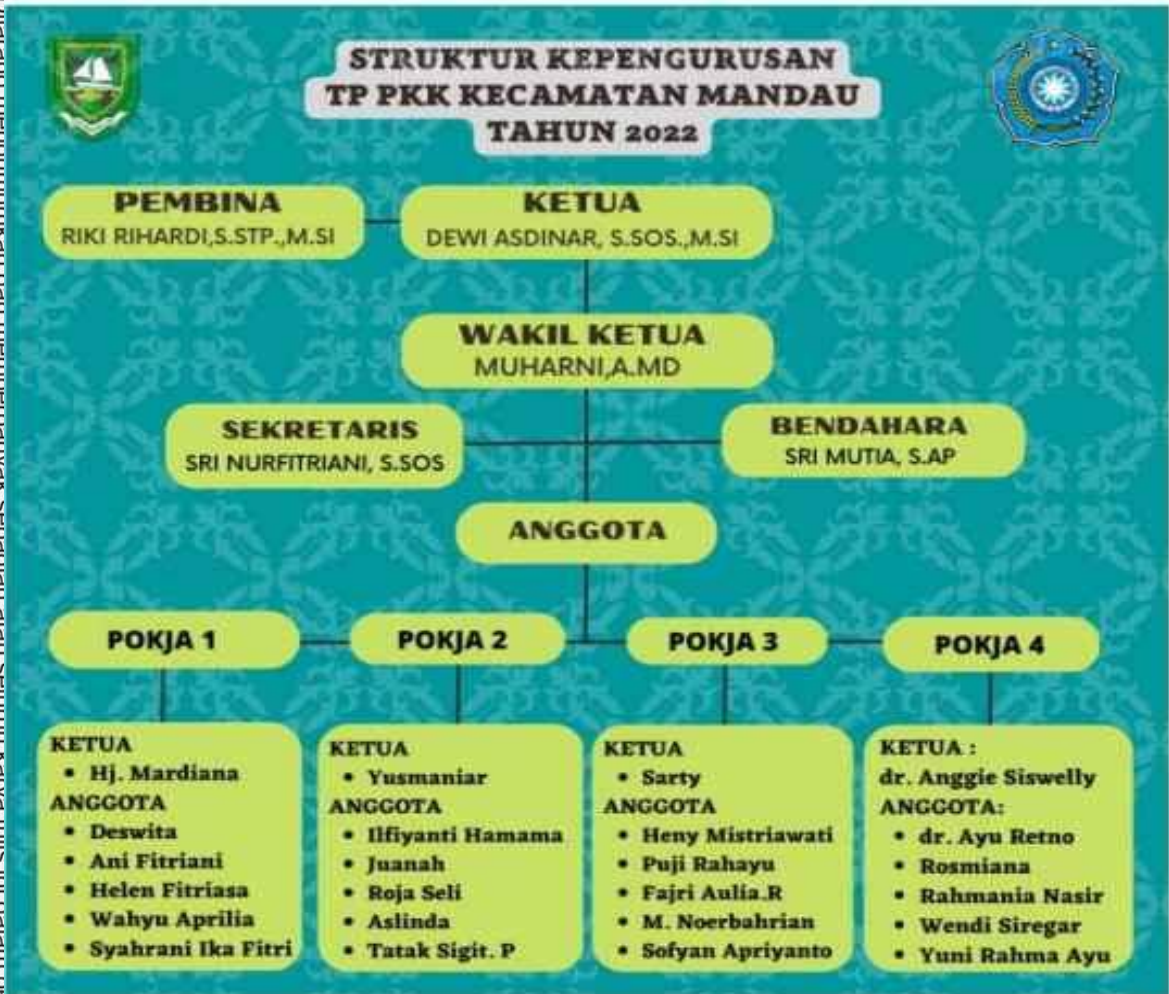 STRUKTUR KEPENGURUSAN
TP PKK KECAMATAN MANDAU
TAHUN 2022
PEMBINA
RIKI RIHARDI,S.STP.,M.SI
KETUA
DEWI ASDINAR, S.SOS.,M.SI
WAKIL KETUA
MUHARNI,A.MD
SEKRETARIS
SRI NURFITRIANI, S.SOS
BENDAHARA
SRI MUTIA, S.AP
ANGGOTA
POKJA 1
POKJA 2
POKJA 3
POKJA 4
KETUA
• Hj. Mardiana
ANGGOTA
• Deswita
• Ani Fitriani
• Helen Fitriasa
• Wahyu Aprilia
• Syahrani Ika Fitri
KETUA
• Yusmaniar
ANGGOTA
• Ilfiyanti Hamama
• Juanah
• Roja Seli
• Aslinda
• Tatak Sigit. P
KETUA
• Sarty
ANGGOTA
• Heny Mistriawati
• Puji Rahayu
• Fajri Aulia.R
• M. Noerbahrian
• Sofyan Apriyanto
KETUA :
dr. Anggie Siswelly
ANGGOTA:
• dr. Ayu Retno
• Rosmiana
• Rahmania Nasir
• Wendi Siregar
• Yuni Rahma Ayu